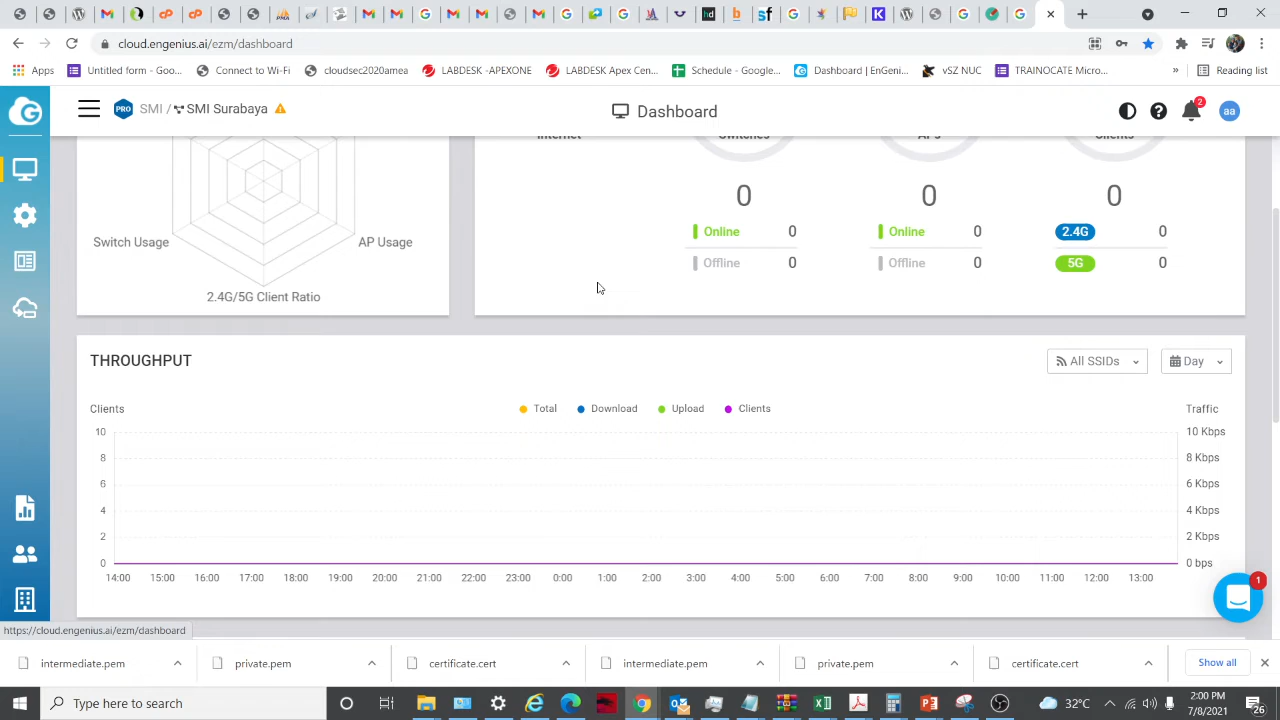 cloud.engenius.ai/ezm/dashboard
Apps
Untitled form - Goo...
Connect to Wi-Fi
cloudsec2020amea
LABDESK -APEXONE
LABDESK Apex Cen...
Schedule - Google...
Dashboard | EnGeni...
vSZ NUC
TRAINOCATE Micro...
»
Reading list
PRO
SMI / SMI Surabaya
Dashboard
2
aa
Internet
Switches
APs
Clients
0
0
0
Switch Usage
AP Usage
Online 0
Online 0
2.4G 0
Offline 0
Offline 0
5G 0
2.4G/5G Client Ratio
THROUGHPUT
All SSIDs
Day
Clients
Total
Download
Upload
Clients
Traffic
10
10 Kbps
8
8 Kbps
6
6 Kbps
4
4 Kbps
2
2 Kbps
0
0 bps
14:00 15:00 16:00 17:00 18:00 19:00 20:00 21:00 22:00 23:00 0:00 1:00 2:00 3:00 4:00 5:00 6:00 7:00 8:00 9:00 10:00 11:00 12:00 13:00
1
https://cloud.engenius.ai/ezm/dashboard
intermediate.pem
private.pem
certificate.cert
intermediate.pem
private.pem
certificate.cert
Show all
Type here to search
32°C
2:00 PM
7/8/2021
26